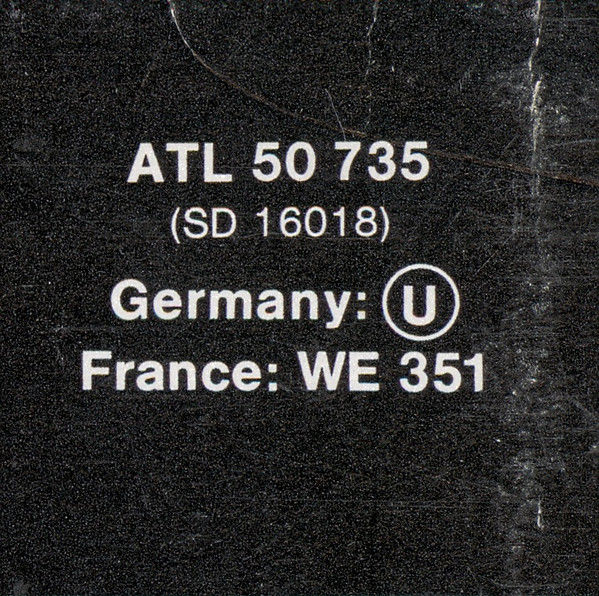 ATL 50 735
(SD 16018)
Germany: U
France: WE 351